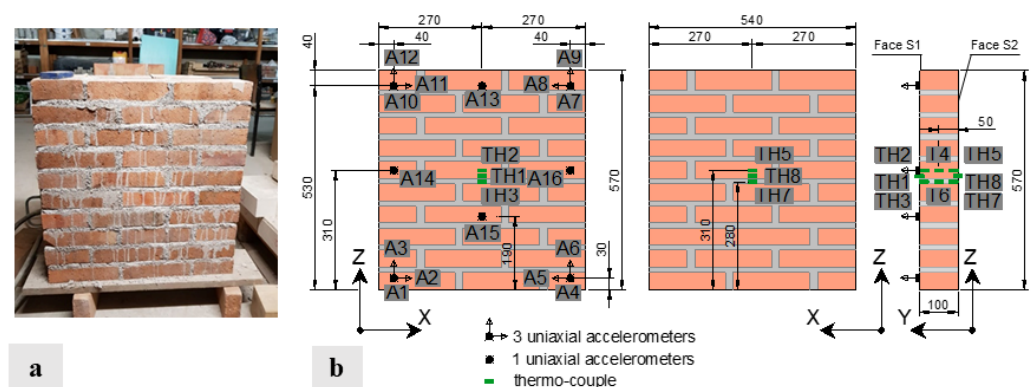 b
270
270
40
40
40
A12
A9
A11
A8
A10
A13
A7
TH2
TH1
A14
A16
TH3
A15
530
310
190
570
30
A3
A6
A2
A5
A1
A4
Z
X
540
270
270
TH5
TH8
TH7
310
280
Z
X
Face S1
Face S2
50
TH2
T4
TH5
TH1
TH8
TH3
T6
TH7
570
100
Z
Y
3 uniaxial accelerometers
1 uniaxial accelerometers
thermo-couple
a